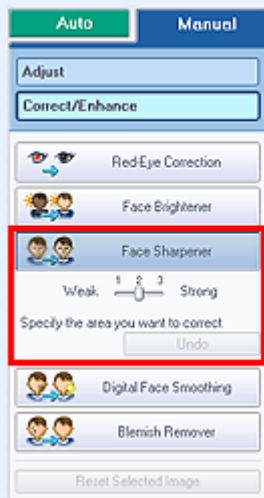 Auto Manual
Adjust
Correct/Enhance
Red-Eye Correction
Face Brightener
Face Sharpener
1 2 3
Weak Strong
Specify the area you want to correct
Undo
Digital Face Smoothing
Blemish Remover
Reset Selected Image